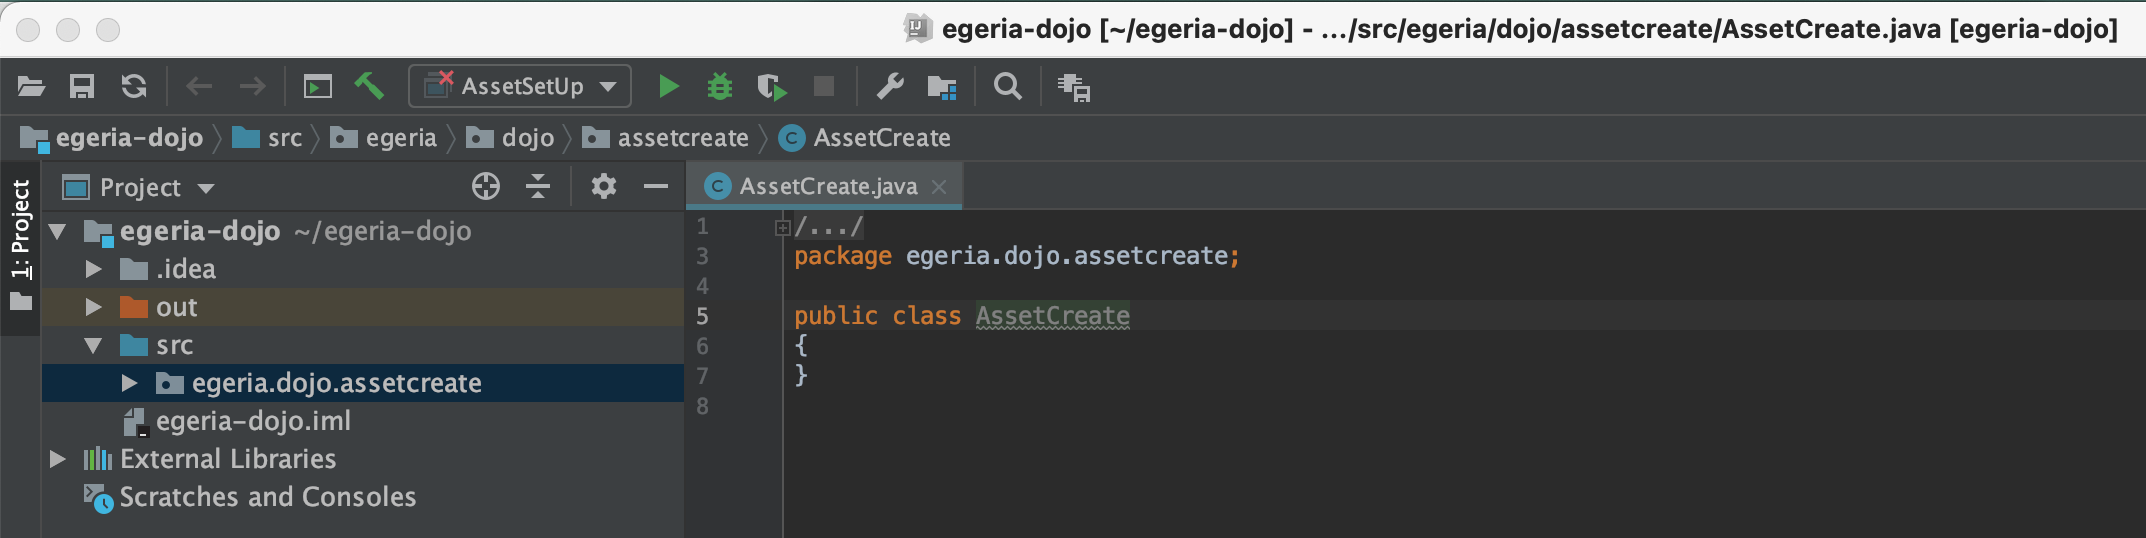 egeria-dojo [~/egeria-dojo] - .../src/egeria/dojo/assetcreate/AssetCreate.java [egeria-dojo]
AssetSetUp
egeria-dojo src egeria dojo assetcreate AssetCreate
1: Project
Project
egeria-dojo ~/egeria-dojo
.idea
out
src
egeria.dojo.assetcreate
egeria-dojo.iml
External Libraries
Scratches and Consoles
AssetCreate.java
1 /.../
3 package egeria.dojo.assetcreate;
4
5 public class AssetCreate
6 {
7 }
8